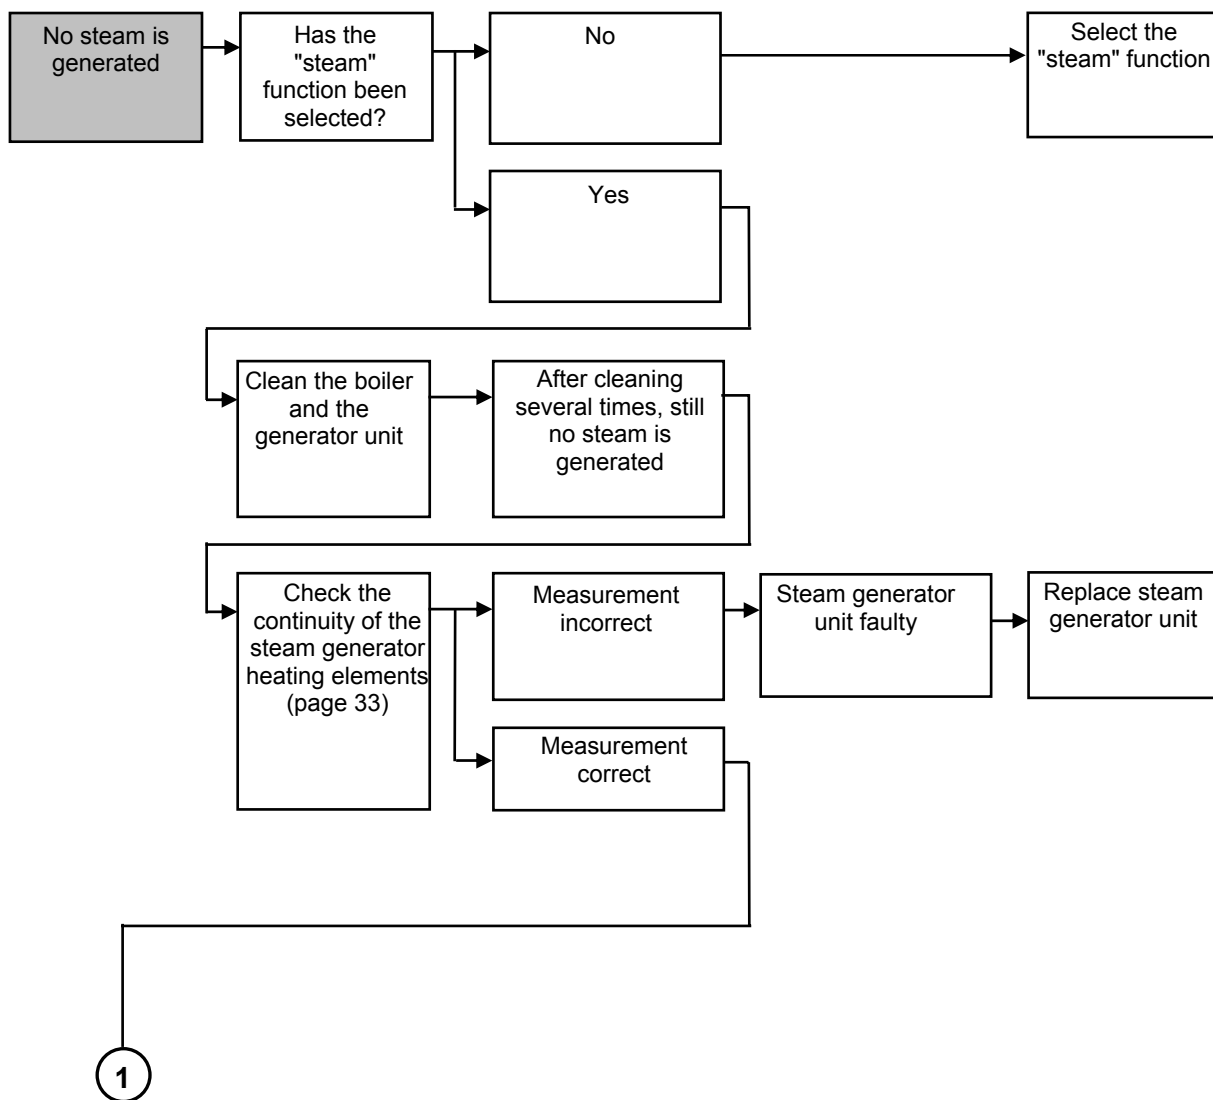 No steam is
generated
Has the
"steam"
function been
selected?
No
Select the
"steam" function
Yes
Clean the boiler
and the
generator unit
After cleaning
several times, still
no steam is
generated
Check the
continuity of the
steam generator
heating elements
(page 33)
Measurement
incorrect
Steam generator
unit faulty
Replace steam
generator unit
Measurement
correct
1